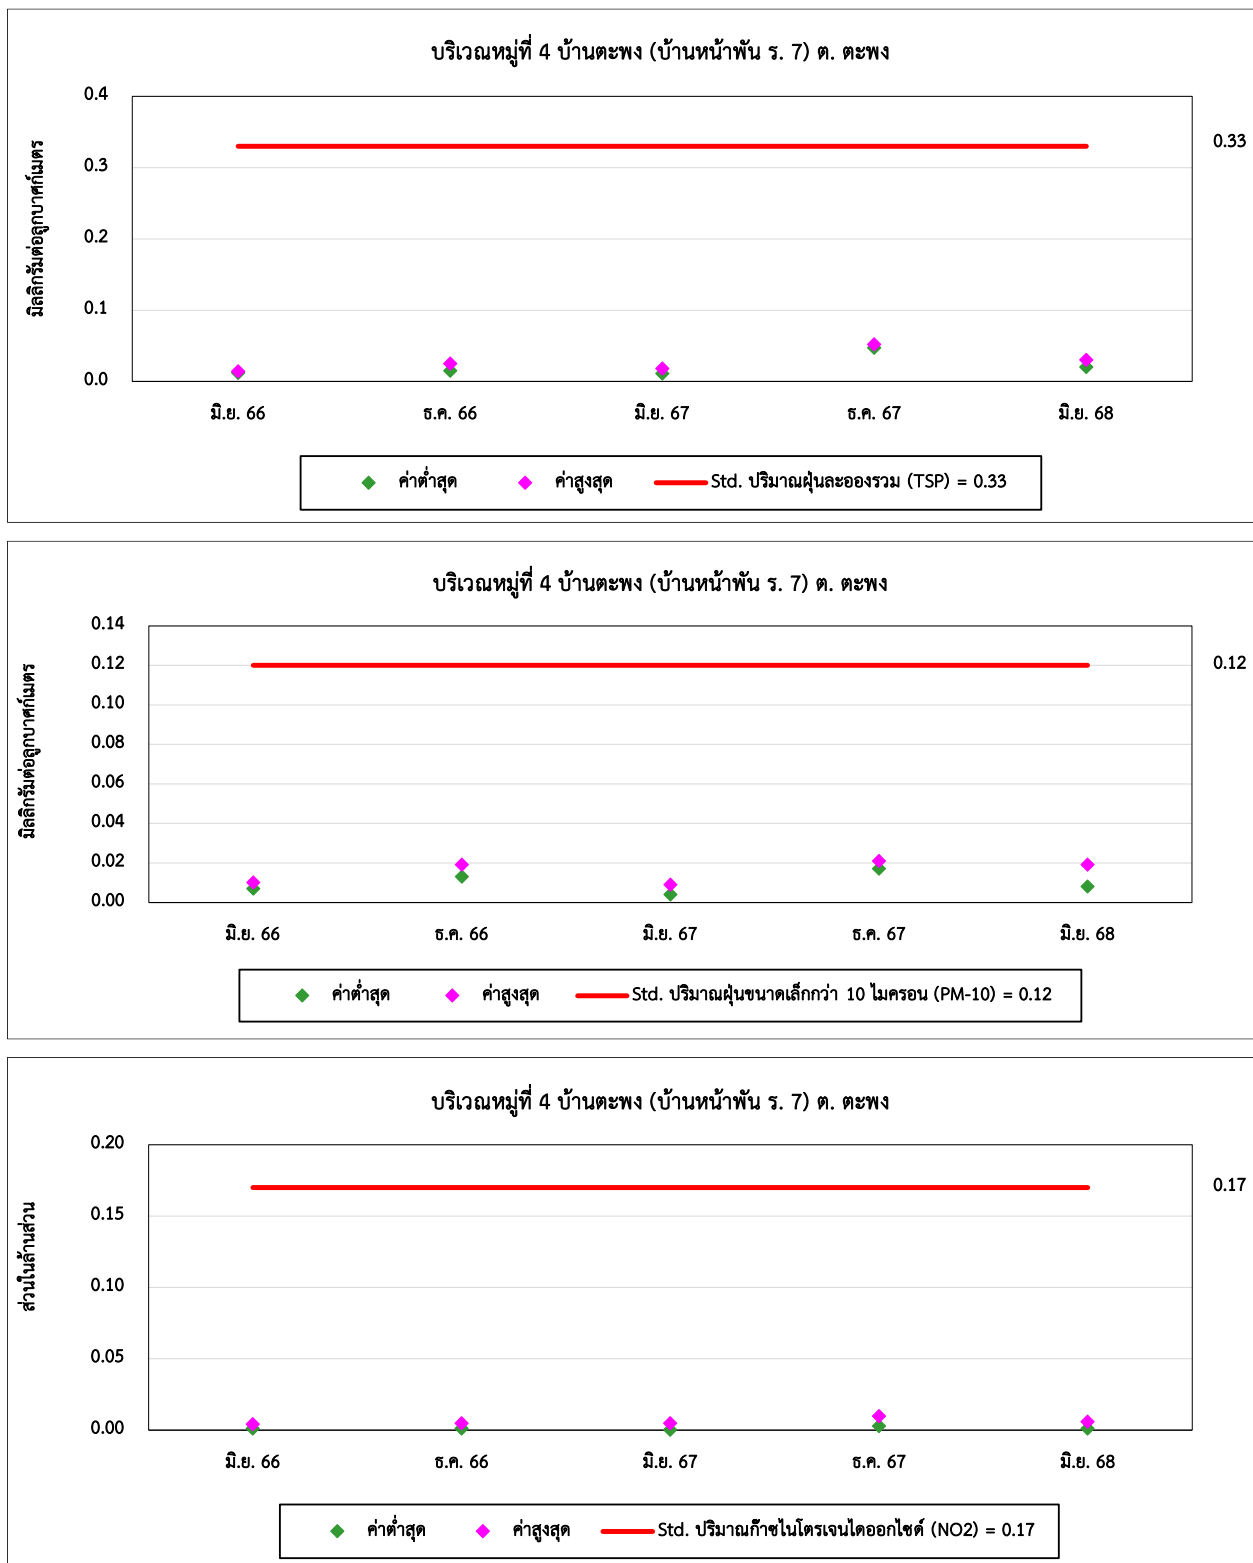 บริเวณหมู่ที่ 4 บ้านตะพง (บ้านหน้าพัน ร. 7) ต. ตะพง
มิลลิกรัมต่อลูกบาศก์เมตร
0.4
0.3
0.2
0.1
0.0
0.33
มิ.ย. 66 ธ.ค. 66 มิ.ย. 67 ธ.ค. 67 มิ.ย. 68
ค่าต่ำสุด ค่าสูงสุด Std. ปริมาณฝุ่นละอองรวม (TSP) = 0.33
บริเวณหมู่ที่ 4 บ้านตะพง (บ้านหน้าพัน ร. 7) ต. ตะพง
มิลลิกรัมต่อลูกบาศก์เมตร
0.14
0.12
0.10
0.08
0.06
0.04
0.02
0.00
0.12
มิ.ย. 66 ธ.ค. 66 มิ.ย. 67 ธ.ค. 67 มิ.ย. 68
ค่าต่ำสุด ค่าสูงสุด Std. ปริมาณฝุ่นขนาดเล็กกว่า 10 ไมครอน (PM-10) = 0.12
บริเวณหมู่ที่ 4 บ้านตะพง (บ้านหน้าพัน ร. 7) ต. ตะพง
ส่วนในล้านส่วน
0.20
0.15
0.10
0.05
0.00
0.17
มิ.ย. 66 ธ.ค. 66 มิ.ย. 67 ธ.ค. 67 มิ.ย. 68
ค่าต่ำสุด ค่าสูงสุด Std. ปริมาณก๊าซไนโตรเจนไดออกไซด์ (NO2) = 0.17